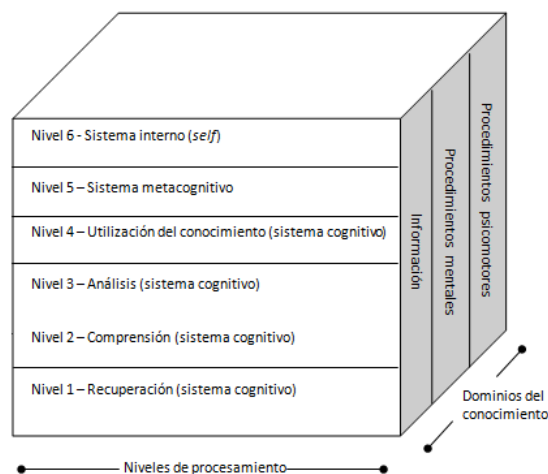 Nivel 6 - Sistema interno (self)
Nivel 5 – Sistema metacognitivo
Nivel 4 – Utilización del conocimiento (sistema cognitivo)
Nivel 3 – Análisis (sistema cognitivo)
Nivel 2 – Comprensión (sistema cognitivo)
Nivel 1 – Recuperación (sistema cognitivo)
Información
Procedimientos mentales
Procedimientos psicomotores
Dominios del
conocimiento
Niveles de procesamiento